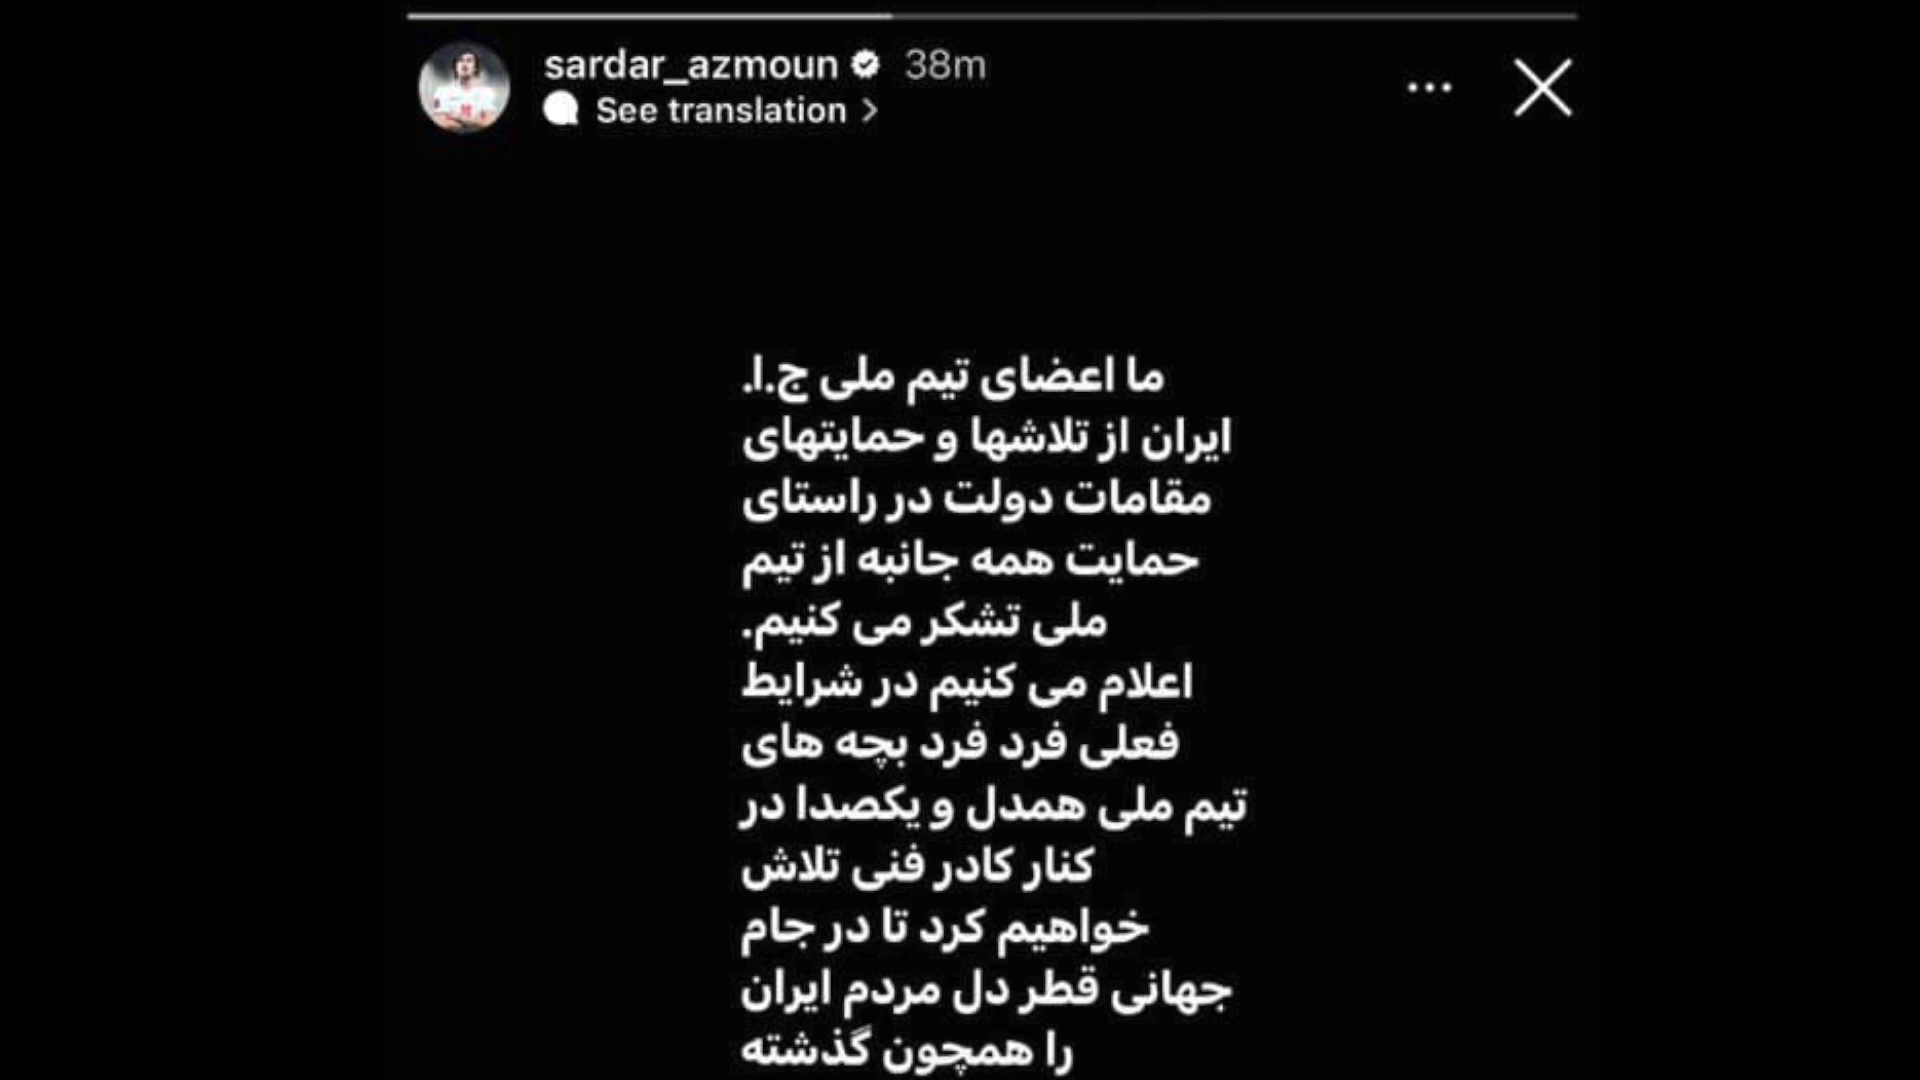 sardar_azmoun 38m
See translation
ما اعضای تیم ملی ج.ا.
ایران از تلاشها و حمایتهای
مقامات دولت در راستای
حمایت همه جانبه از تیم
ملی تشکر می کنیم.
اعلام می کنیم در شرایط
فعلی فرد فرد بچه های
تیم ملی همدل و یکصدا در
کنار کادر فنی تلاش
خواهیم کرد تا در جام
جهانی قطر دل مردم ایران
را همچون گذشته